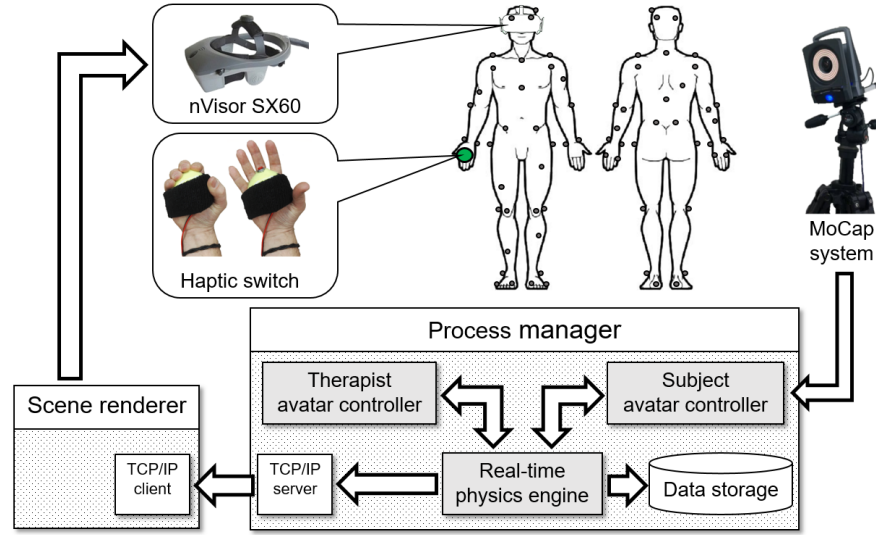 nVisor SX60
Haptic switch
MoCap
system
Process manager
Therapist
avatar controller
Subject
avatar controller
Scene renderer
TCP/IP
client
TCP/IP
server
Real-time
physics engine
Data storage